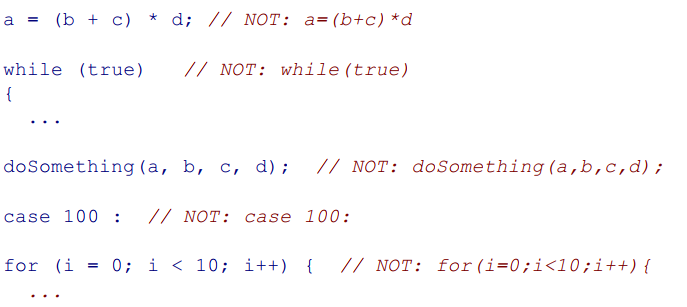 a = (b + c) * d; // NOT: a=(b+c)*d
while (true)   // NOT: while(true)
{
  ...
doSomething(a, b, c, d);  // NOT: doSomething(a,b,c,d);
case 100 :  // NOT: case 100:
for (i = 0; i < 10; i++) {  // NOT: for(i=0;i<10;i++){
  ...